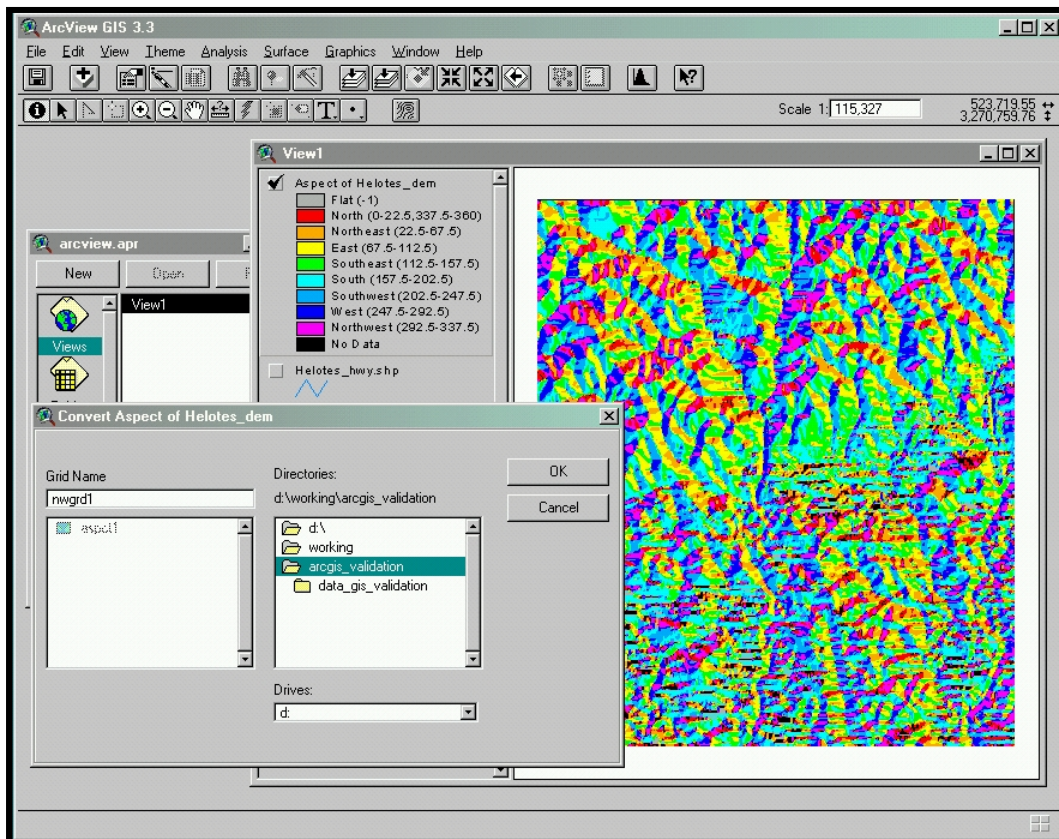 ArcView GIS 3.3
File Edit View Theme Analysis Surface Graphics Window Help
Scale 1: 115,327
523,719.55
3,270,759.76
View1
Aspect of Helotes_dem
Flat (-1)
North (0-22.5,337.5-360)
Northeast (22.5-67.5)
East (67.5-112.5)
Southeast (112.5-157.5)
South (157.5-202.5)
Southwest (202.5-247.5)
West (247.5-292.5)
Northwest (292.5-337.5)
No Data
Helotes_hwy.shp
arcview.apr
New Open
View1
Views
Convert Aspect of Helotes_dem
Grid Name
nwgrd1
aspct1
Directories:
d:\working\arcgis_validation
d:\
working
arcgis_validation
data_gis_validation
Drives:
d:
OK
Cancel